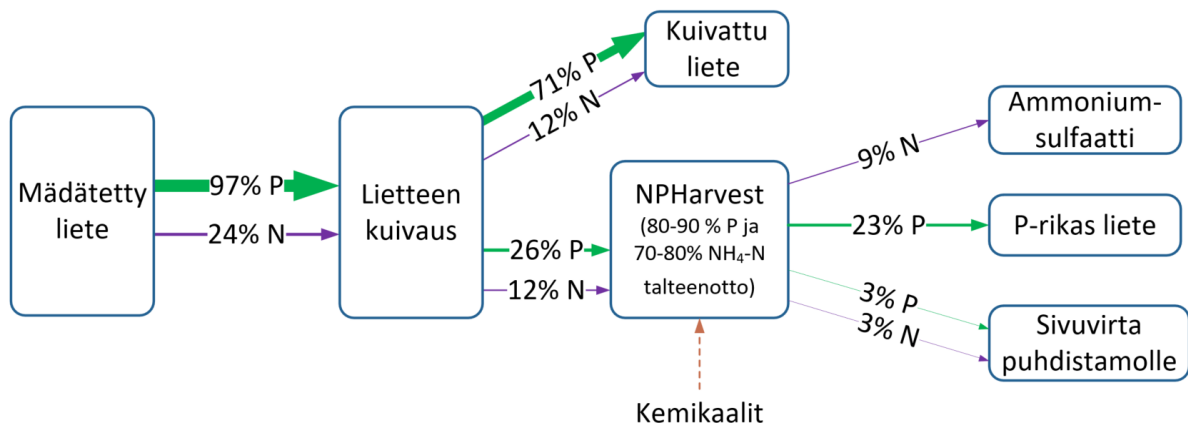 Mädätetty
liete
97% P
24% N
Lietteen
kuivaus
71% P
12% N
Kuivattu
liete
26% P
12% N
NPHarvest
(80-90 % P ja
70-80% NH₄-N
talteenotto)
Kemikaalit
9% N
Ammonium-
sulfaatti
23% P
P-rikas liete
3% P
3% N
Sivuvirta
puhdistamolle